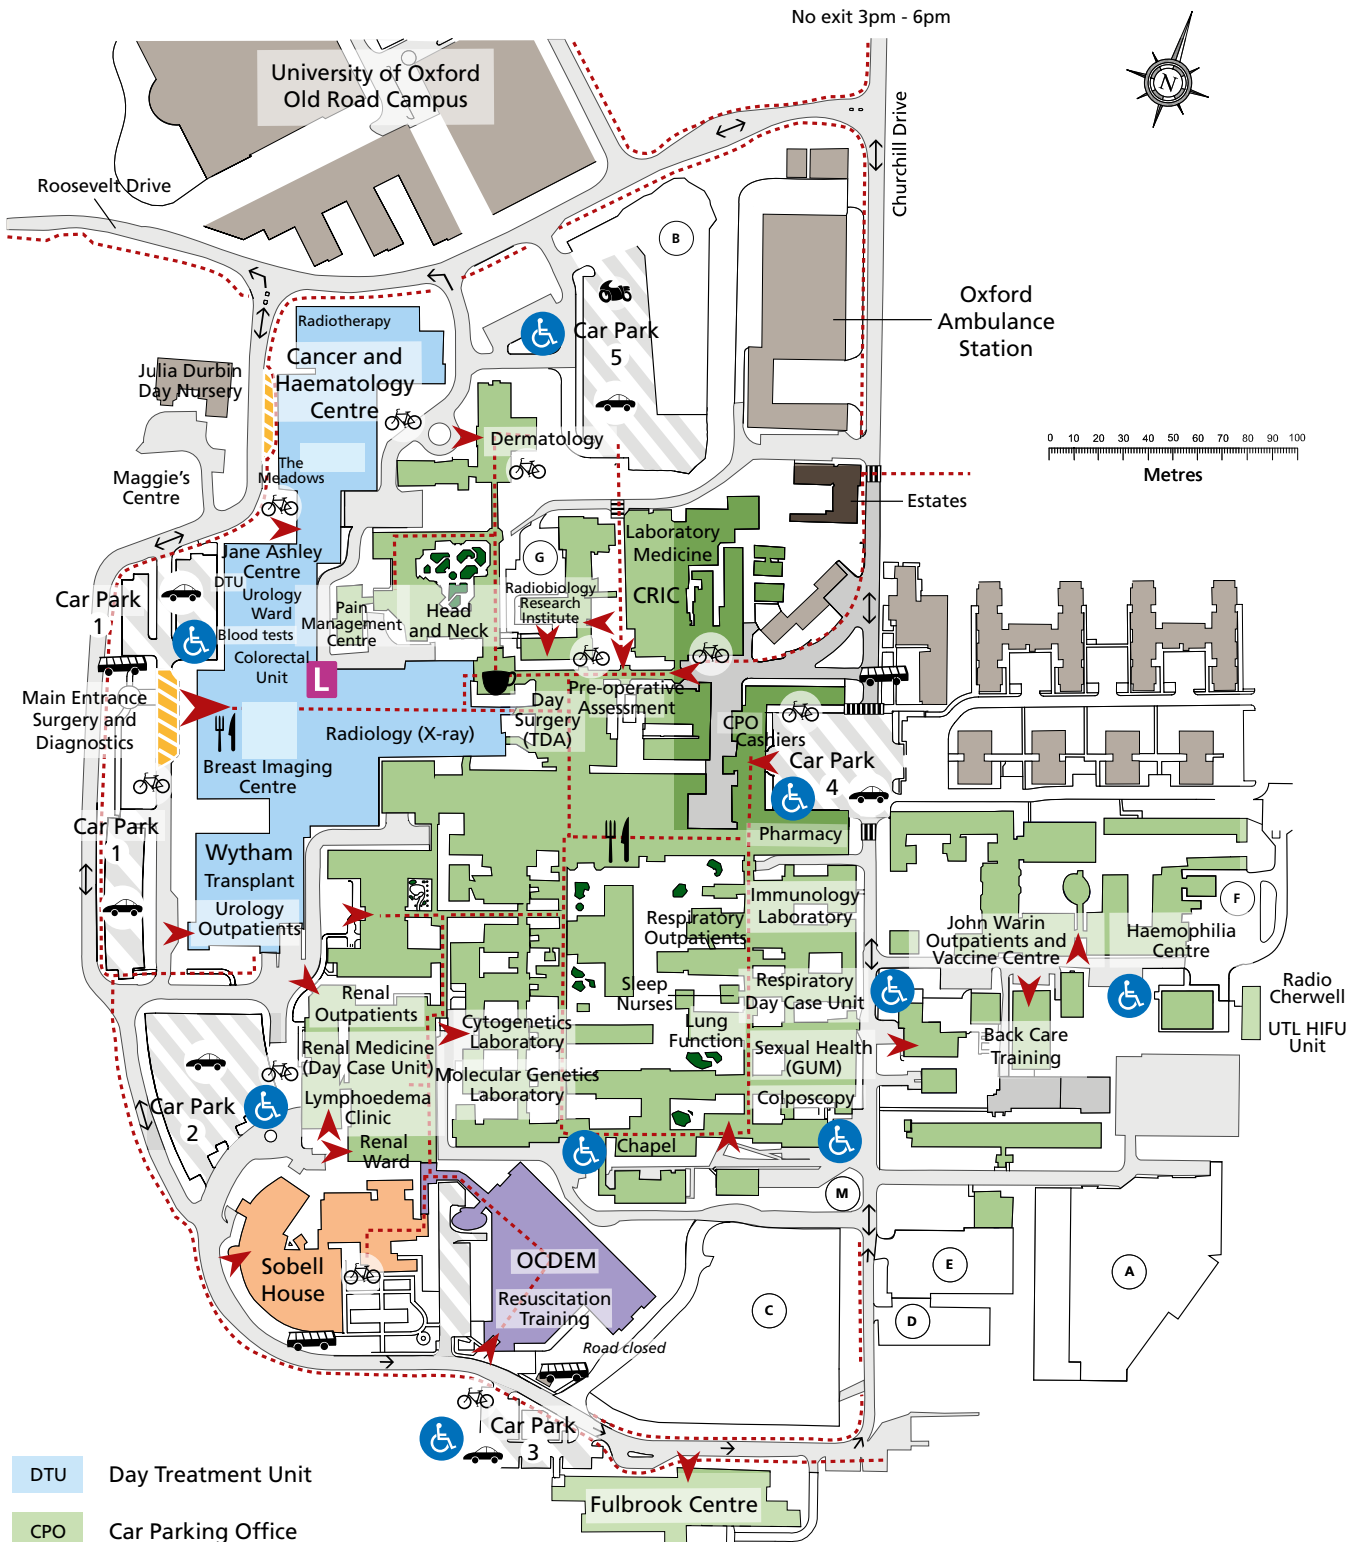 No exit 3pm - 6pm
University of Oxford
Old Road Campus
Churchill Drive
N
Roosevelt Drive
B
Radiotherapy
Car Park
5
Oxford
Ambulance
Station
Cancer and
Haematology
Centre
Julia Durbin
Day Nursery
Dermatology
0 10 20 30 40 50 60 70 80 90 100
Metres
The
Meadows
Maggie's
Centre
Estates
Laboratory
Medicine
G
Jane Ashley
Centre
DTU
Urology
Ward
Radiobiology
Research
Institute
CRIC
Car Park
1
Pain
Management
Centre
Head
and Neck
Blood tests
Colorectal
Unit
L
Main Entrance
Surgery and
Diagnostics
Pre-operative
Assessment
Day
Surgery
(TDA)
Radiology (X-ray)
CPO
Cashiers
Car Park
4
Breast Imaging
Centre
Car Park
1
Pharmacy
Wytham
Transplant
Urology
Outpatients
Immunology
Laboratory
Respiratory
Outpatients
F
John Warin
Outpatients and
Vaccine Centre
Haemophilia
Centre
Renal
Outpatients
Sleep
Nurses
Respiratory
Day Case Unit
Radio
Cherwell
UTL HIFU
Unit
Cytogenetics
Laboratory
Lung
Function
Back Care
Training
Renal Medicine
(Day Case Unit)
Sexual Health
(GUM)
Molecular Genetics
Laboratory
Car Park
2
Lymphoedema
Clinic
Colposcopy
Renal
Ward
Chapel
M
Sobell
House
OCDEM
Resuscitation
Training
E
A
C
D
Road closed
Car Park
3
DTU Day Treatment Unit
Fulbrook Centre
CPO Car Parking Office